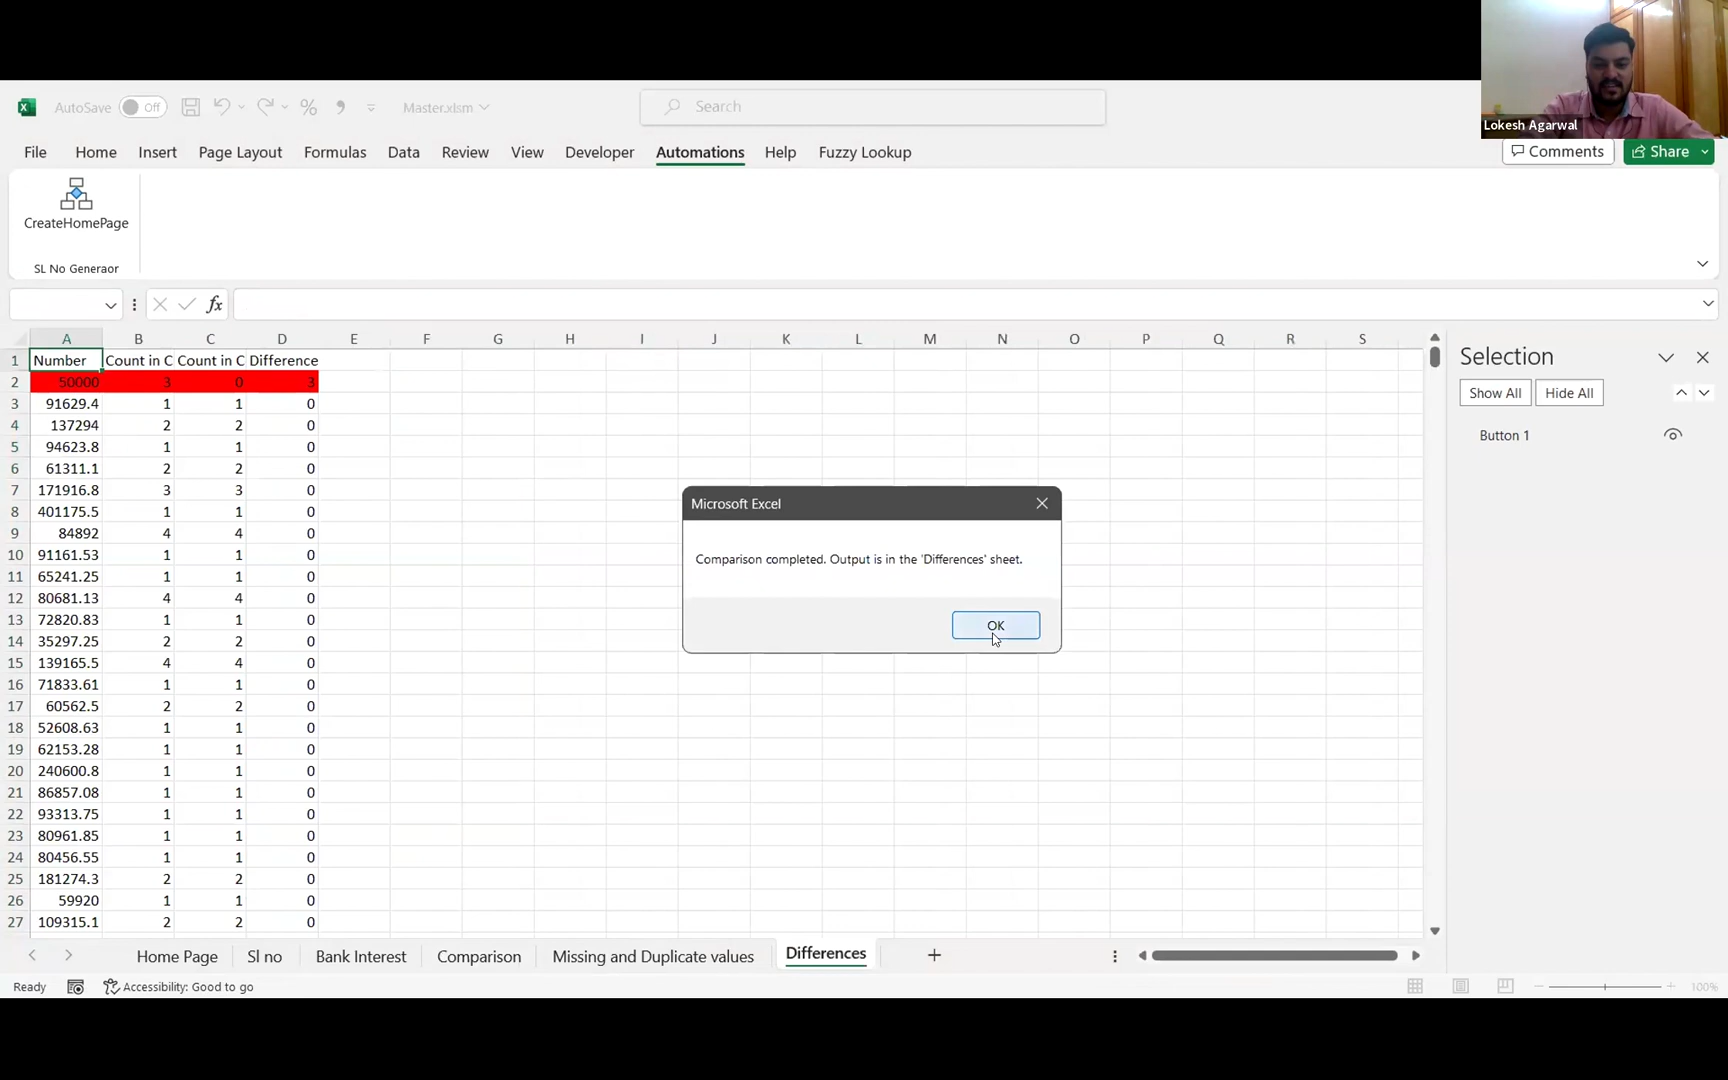 Lokesh Agarwal
AutoSave Off Master.xlsm Search
File Home Insert Page Layout Formulas Data Review View Developer Automations Help Fuzzy Lookup Comments Share
CreateHomePage
SL No Generaor
fx
A B C D E F G H I J K L M N O P Q R S
1 Number Count in C Count in C Difference
2 50000 3 0 3
3 91629.4 1 1 0
4 137294 2 2 0
5 94623.8 1 1 0
6 61311.1 2 2 0
7 171916.8 3 3 0
8 401175.5 1 1 0
9 84892 4 4 0
10 91161.53 1 1 0
11 65241.25 1 1 0
12 80681.13 4 4 0
13 72820.83 1 1 0
14 35297.25 2 2 0
15 139165.5 4 4 0
16 71833.61 1 1 0
17 60562.5 2 2 0
18 52608.63 1 1 0
19 62153.28 1 1 0
20 240600.8 1 1 0
21 86857.08 1 1 0
22 93313.75 1 1 0
23 80961.85 1 1 0
24 80456.55 1 1 0
25 181274.3 2 2 0
26 59920 1 1 0
27 109315.1 2 2 0
Microsoft Excel
Comparison completed. Output is in the 'Differences' sheet.
OK
Selection
Show All Hide All
Button 1
Home Page Sl no Bank Interest Comparison Missing and Duplicate values Differences
Ready Accessibility: Good to go 100%